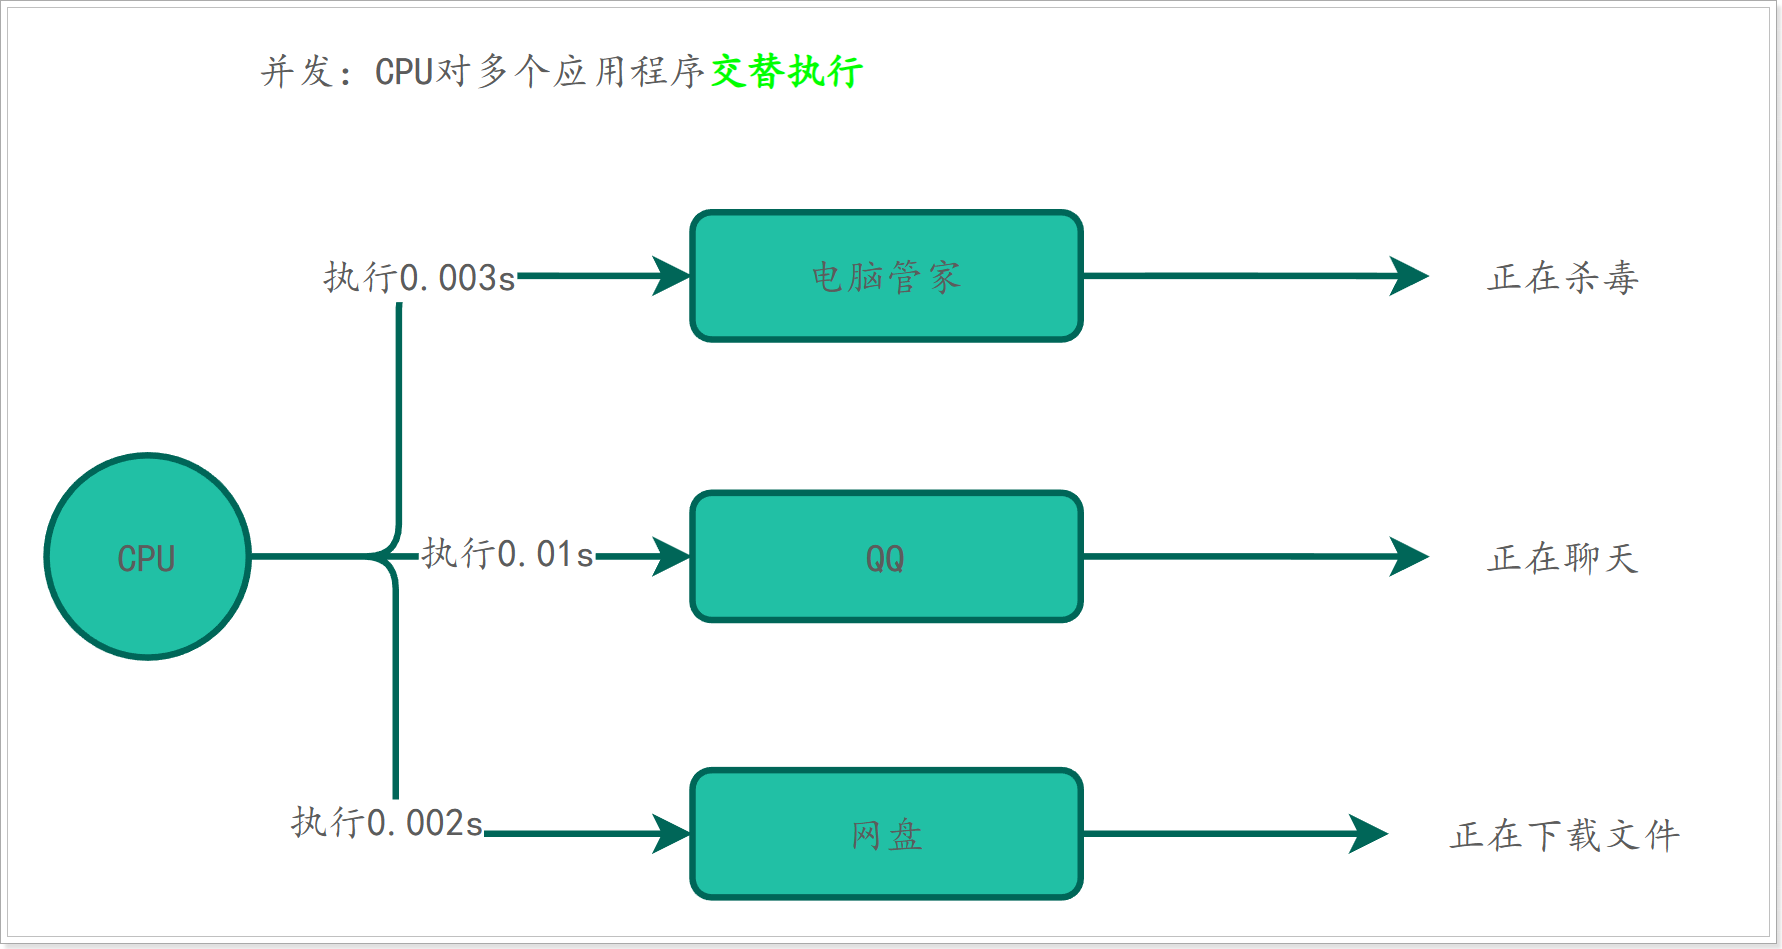 并发：CPU对多个应用程序交替执行
执行0.003s
电脑管家
正在杀毒
CPU
执行0.01s
QQ
正在聊天
执行0.002s
网盘
正在下载文件